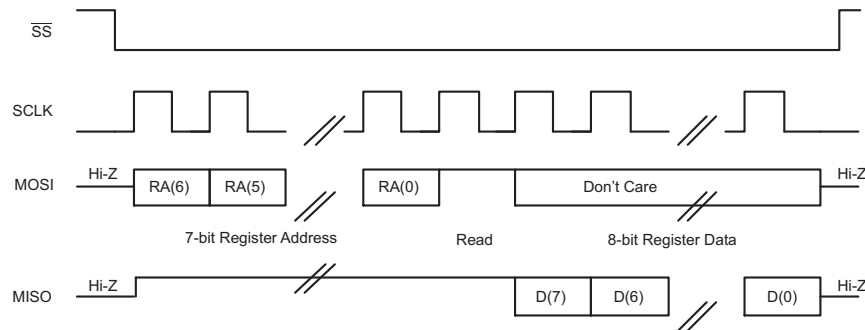 SS
SCLK
Hi-Z RA(6) RA(5) RA(0) Don't Care Hi-Z
MOSI
7-bit Register Address Read 8-bit Register Data
Hi-Z D(7) D(6) D(0) Hi-Z
MISO